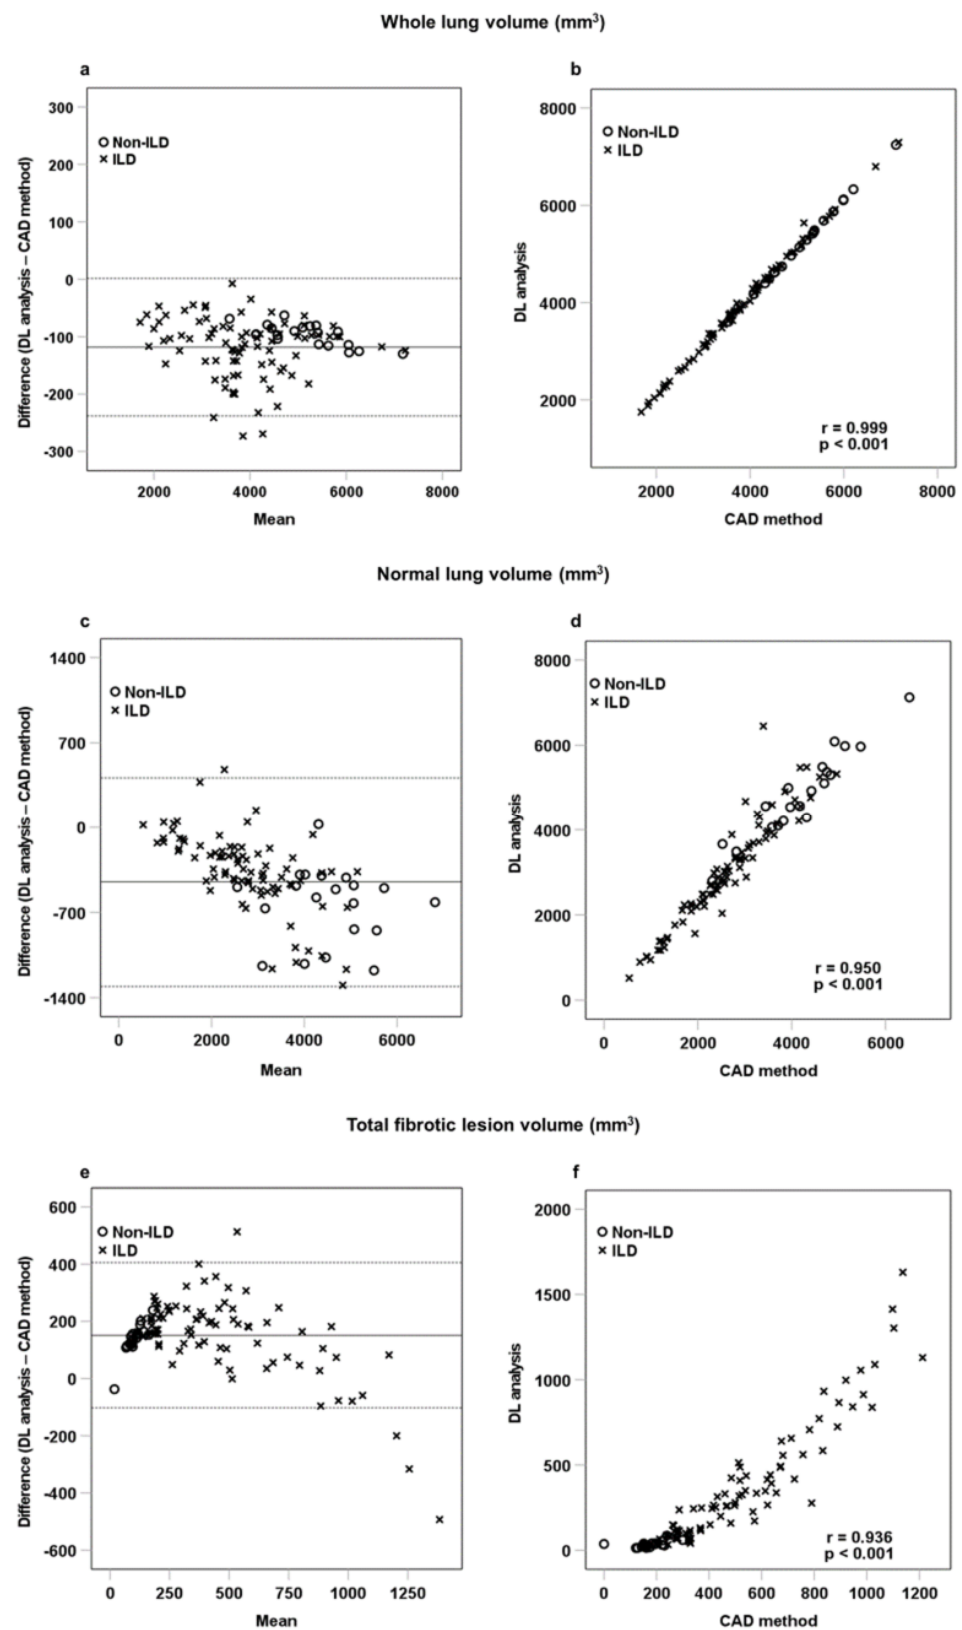 Whole lung volume (mm³)
a
300
200
100
0
-100
-200
-300
Non-ILD
ILD
Difference (DL analysis – CAD method)
2000 4000 6000 8000
Mean
b
8000
6000
4000
2000
Non-ILD
ILD
DL analysis
r = 0.999
p < 0.001
2000 4000 6000 8000
CAD method
Normal lung volume (mm³)
c
1400
700
0
-700
-1400
Non-ILD
ILD
Difference (DL analysis – CAD method)
0 2000 4000 6000
Mean
d
8000
6000
4000
2000
0
Non-ILD
ILD
DL analysis
r = 0.950
p < 0.001
0 2000 4000 6000
CAD method
Total fibrotic lesion volume (mm³)
e
600
400
200
0
-200
-400
-600
Non-ILD
ILD
Difference (DL analysis – CAD method)
0 250 500 750 1000 1250
Mean
f
2000
1500
1000
500
0
Non-ILD
ILD
DL analysis
r = 0.936
p < 0.001
0 200 400 600 800 1000 1200
CAD method